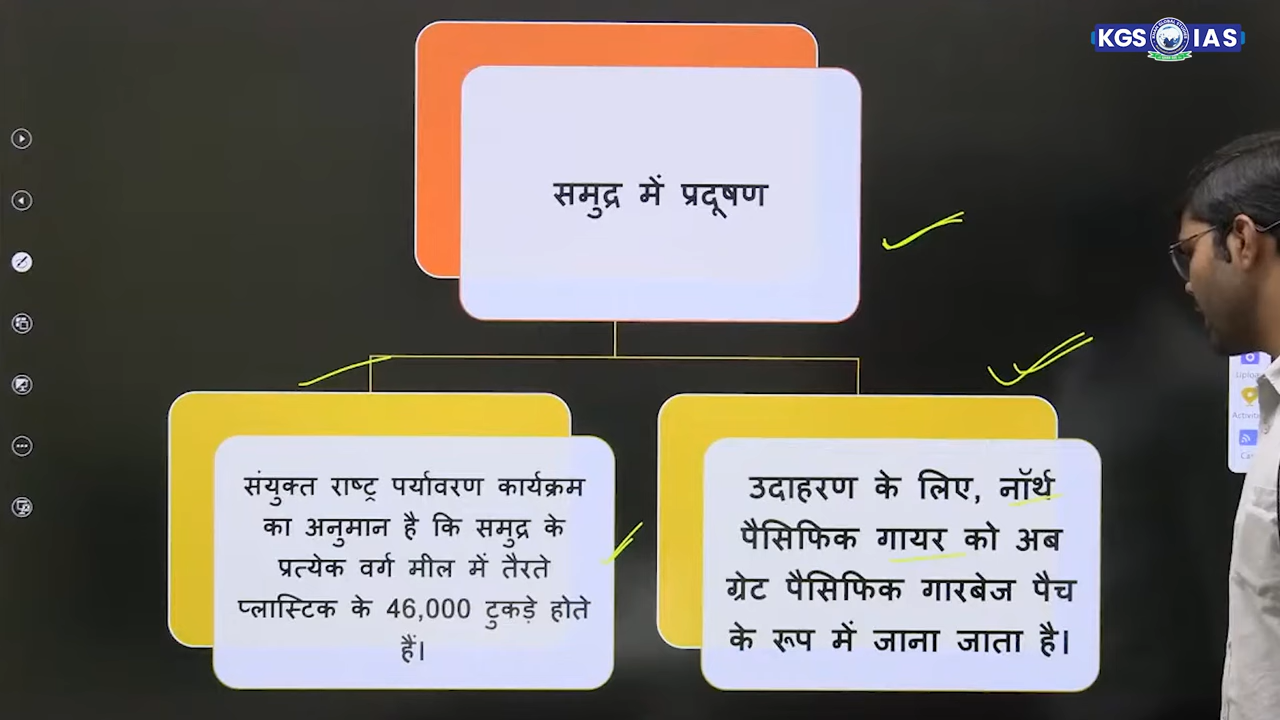 KGS IAS
समुद्र में प्रदूषण
संयुक्त राष्ट्र पर्यावरण कार्यक्रम
का अनुमान है कि समुद्र के
प्रत्येक वर्ग मील में तैरते
प्लास्टिक के 46,000 टुकड़े होते
हैं।
उदाहरण के लिए, नॉर्थ
पैसिफिक गायर को अब
ग्रेट पैसिफिक गारबेज पैच
के रूप में जाना जाता है।